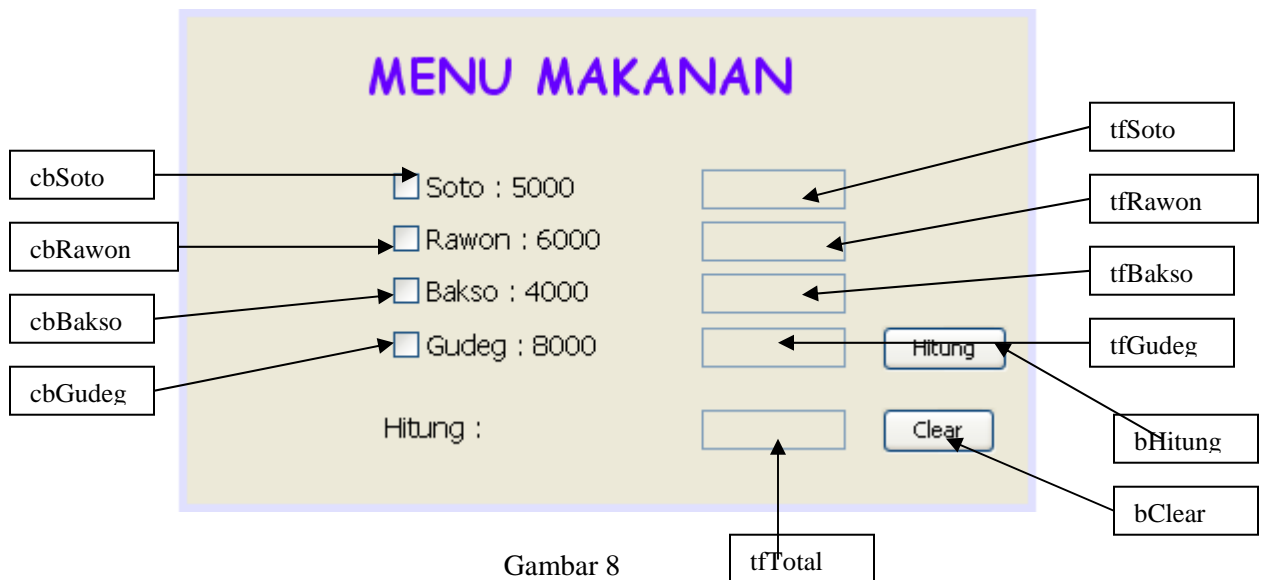 MENU MAKANAN
tfSoto
cbSoto
Soto : 5000
tfRawon
cbRawon
Rawon : 6000
tfBakso
cbBakso
Bakso : 4000
tfGudeg
cbGudeg
Gudeg : 8000
Hitung
Hitung :
Clear
bHitung
bClear
Gambar 8
tfTotal